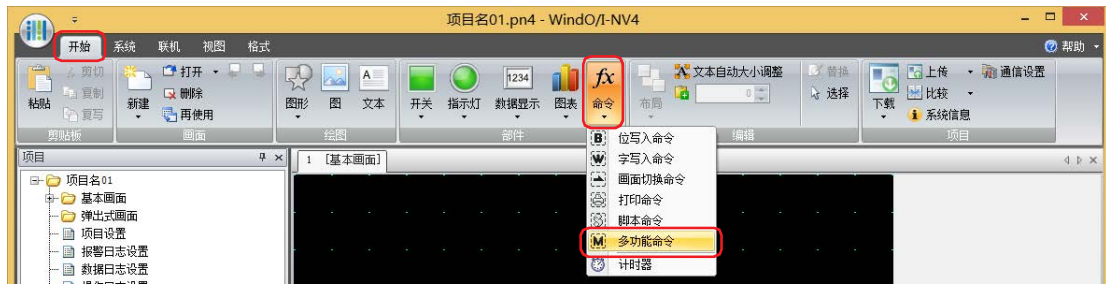 项目名01.pn4 - WindO/I-NV4
开始 系统 联机 视图 格式 帮助
粘贴 剪切 复制 复写
剪贴板
新建 打开 删除 再使用
画面
图形 图 A 文本
绘图
开关 指示灯 1234 数据显示 图表 fx 命令
部件
布局 文本自动大小调整 0 替换 选择
编辑
下载 上传 比较 系统信息 通信设置
项目
项目
1 [基本画面]
项目名01
基本画面
弹出式画面
项目设置
报警日志设置
数据日志设置
B 位写入命令
W 字写入命令
画面切换命令
打印命令
S 脚本命令
M 多功能命令
计时器